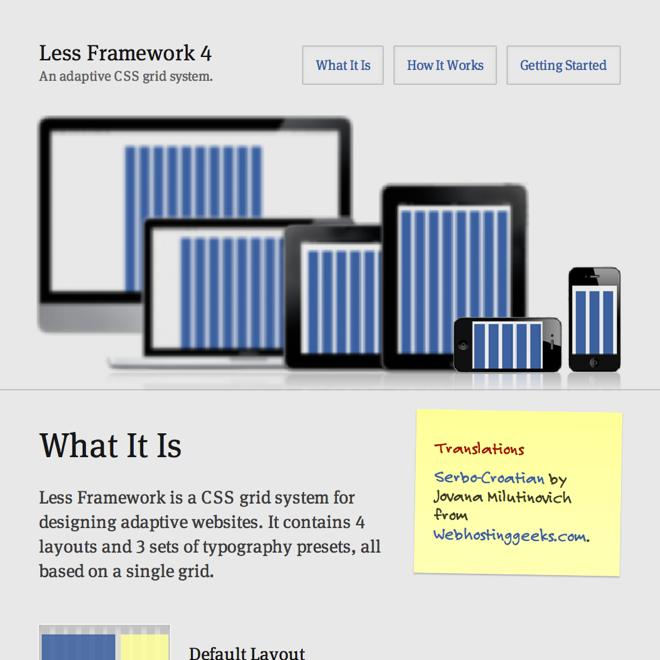 Less Framework 4
An adaptive CSS grid system.
What It Is
How It Works
Getting Started
What It Is
Less Framework is a CSS grid system for
designing adaptive websites. It contains 4
layouts and 3 sets of typography presets, all
based on a single grid.
Translations
Serbo-Croatian by
Jovana Milutinovich
from
Webhostinggeeks.com.
Default Layout